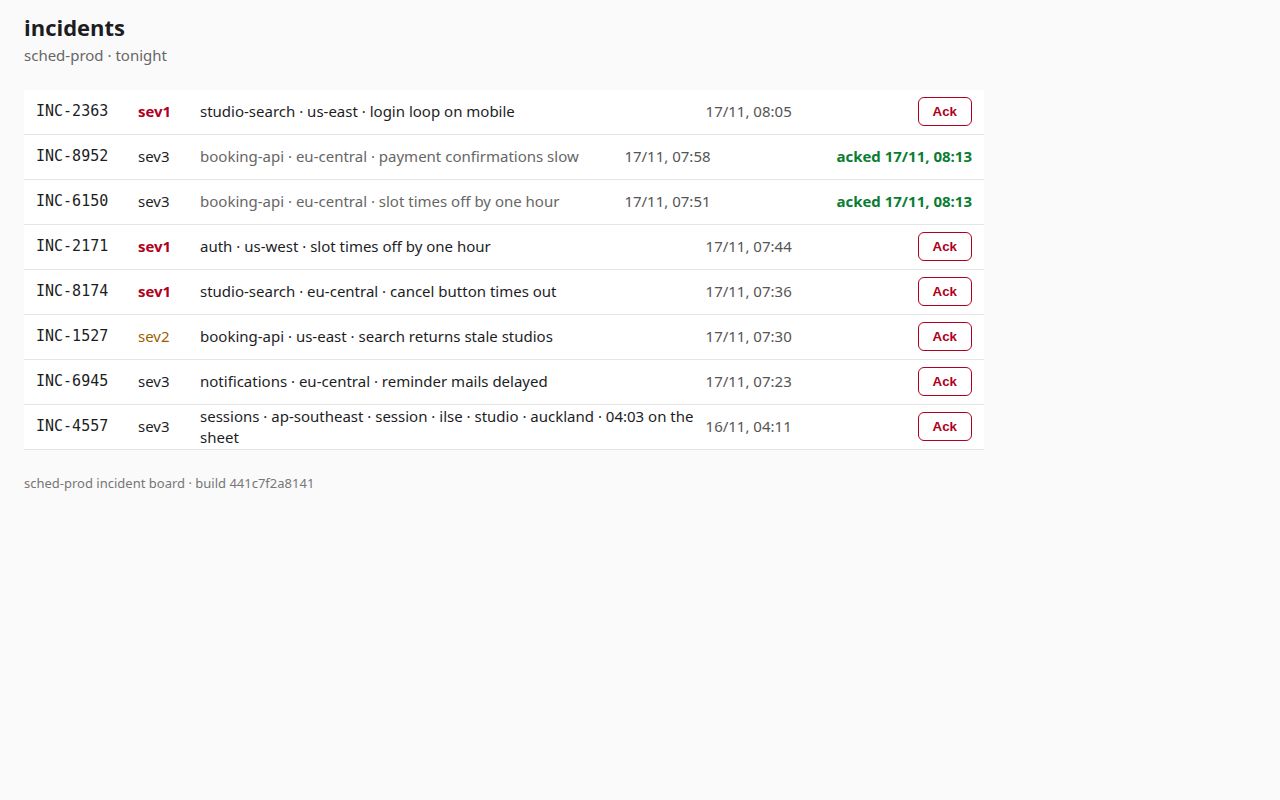 incidents
sched-prod · tonight
INC-2363 sev1 studio-search · us-east · login loop on mobile 17/11, 08:05 Ack
INC-8952 sev3 booking-api · eu-central · payment confirmations slow 17/11, 07:58 acked 17/11, 08:13
INC-6150 sev3 booking-api · eu-central · slot times off by one hour 17/11, 07:51 acked 17/11, 08:13
INC-2171 sev1 auth · us-west · slot times off by one hour 17/11, 07:44 Ack
INC-8174 sev1 studio-search · eu-central · cancel button times out 17/11, 07:36 Ack
INC-1527 sev2 booking-api · us-east · search returns stale studios 17/11, 07:30 Ack
INC-6945 sev3 notifications · eu-central · reminder mails delayed 17/11, 07:23 Ack
INC-4557 sev3 sessions · ap-southeast · session · ilse · studio · auckland · 04:03 on the 16/11, 04:11 Ack
sheet
sched-prod incident board · build 441c7f2a8141